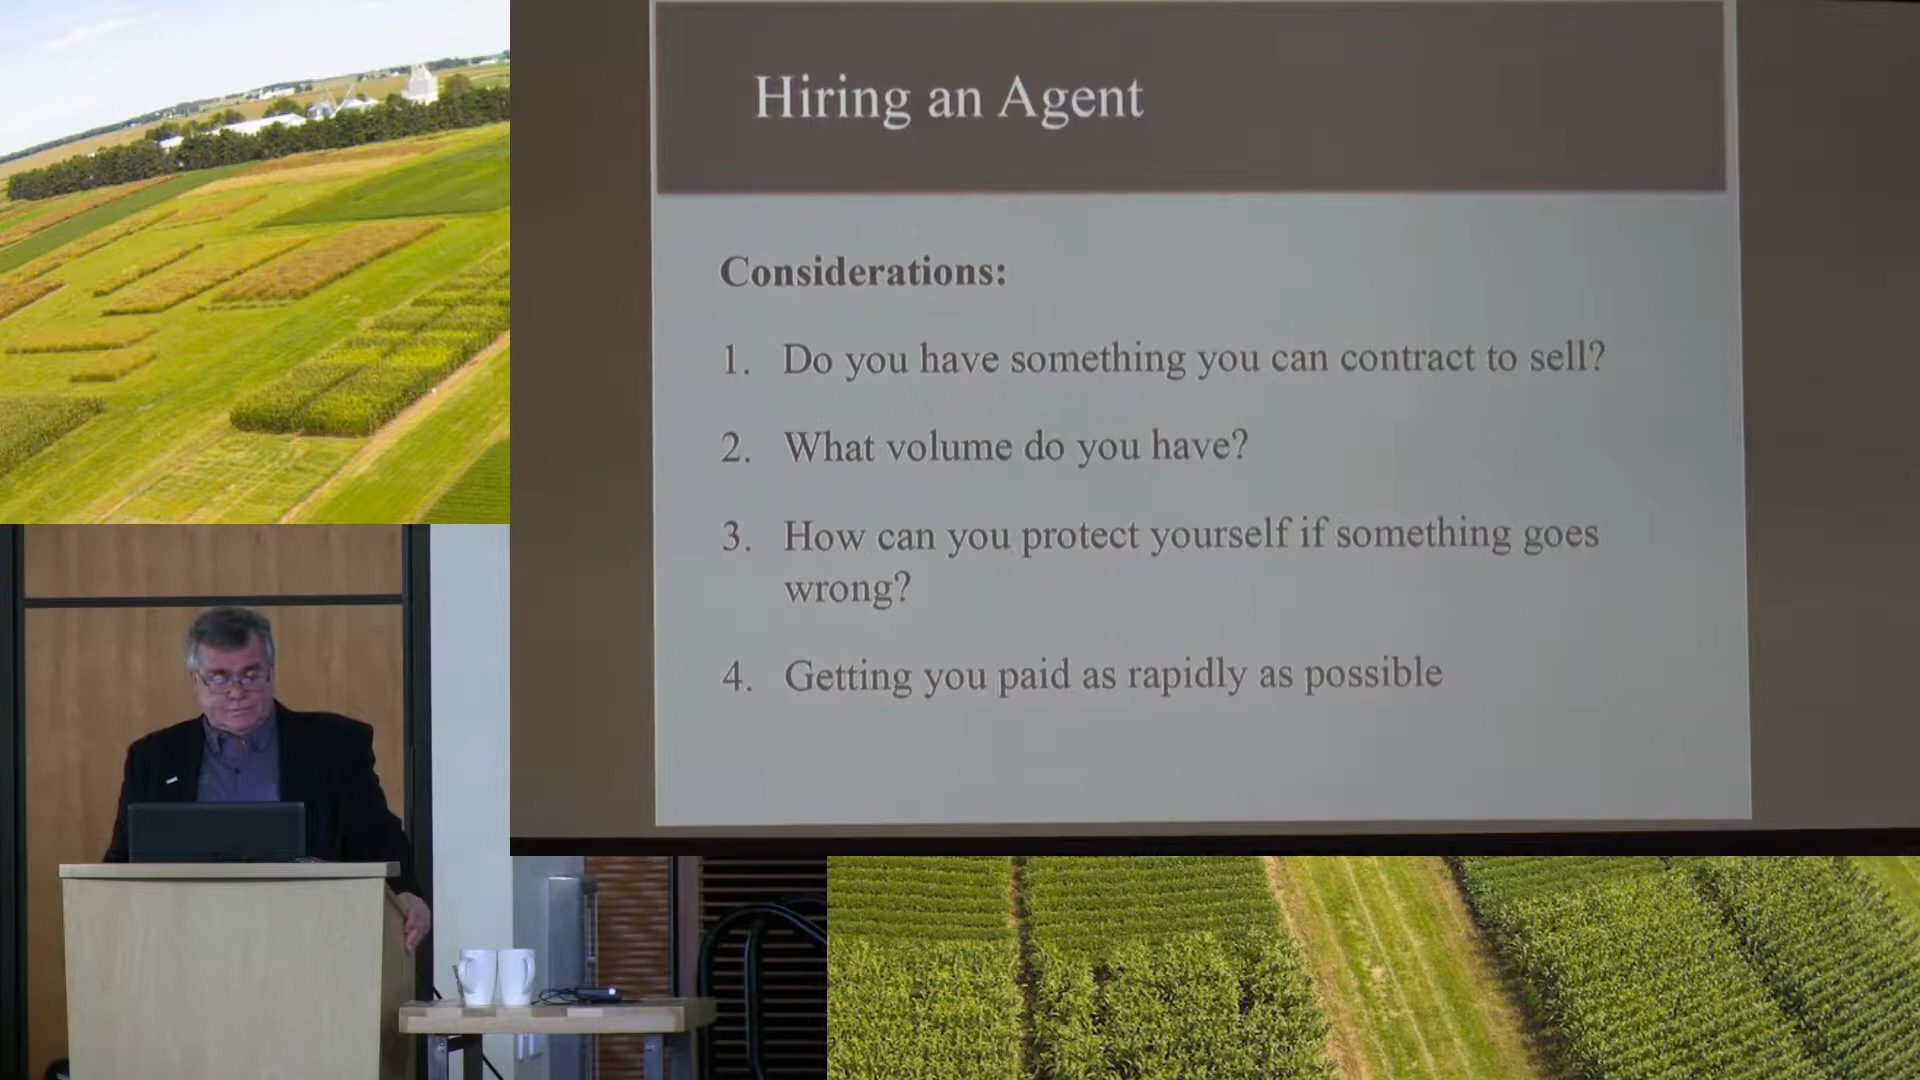 Hiring an Agent
Considerations:
1. Do you have something you can contract to sell?
2. What volume do you have?
3. How can you protect yourself if something goes
wrong?
4. Getting you paid as rapidly as possible